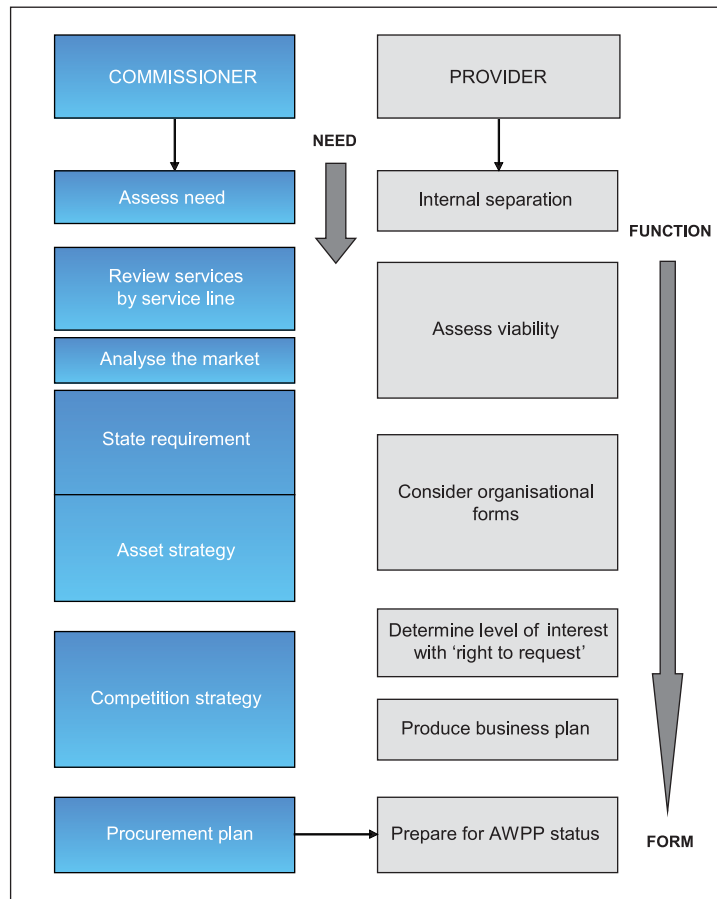 COMMISSIONER
PROVIDER
NEED
Assess need
Internal separation
FUNCTION
Review services
by service line
Assess viability
Analyse the market
State requirement
Consider organisational
forms
Asset strategy
Determine level of interest
with ‘right to request’
Competition strategy
Produce business plan
Procurement plan
Prepare for AWPP status
FORM